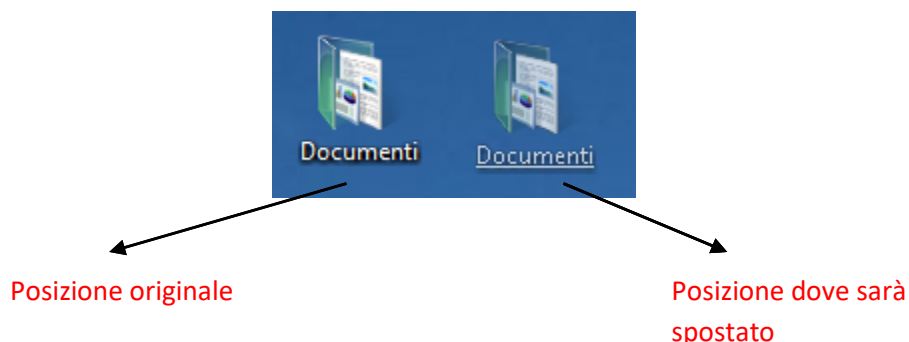 Documenti
Documenti
Posizione originale
Posizione dove sarà
spostato